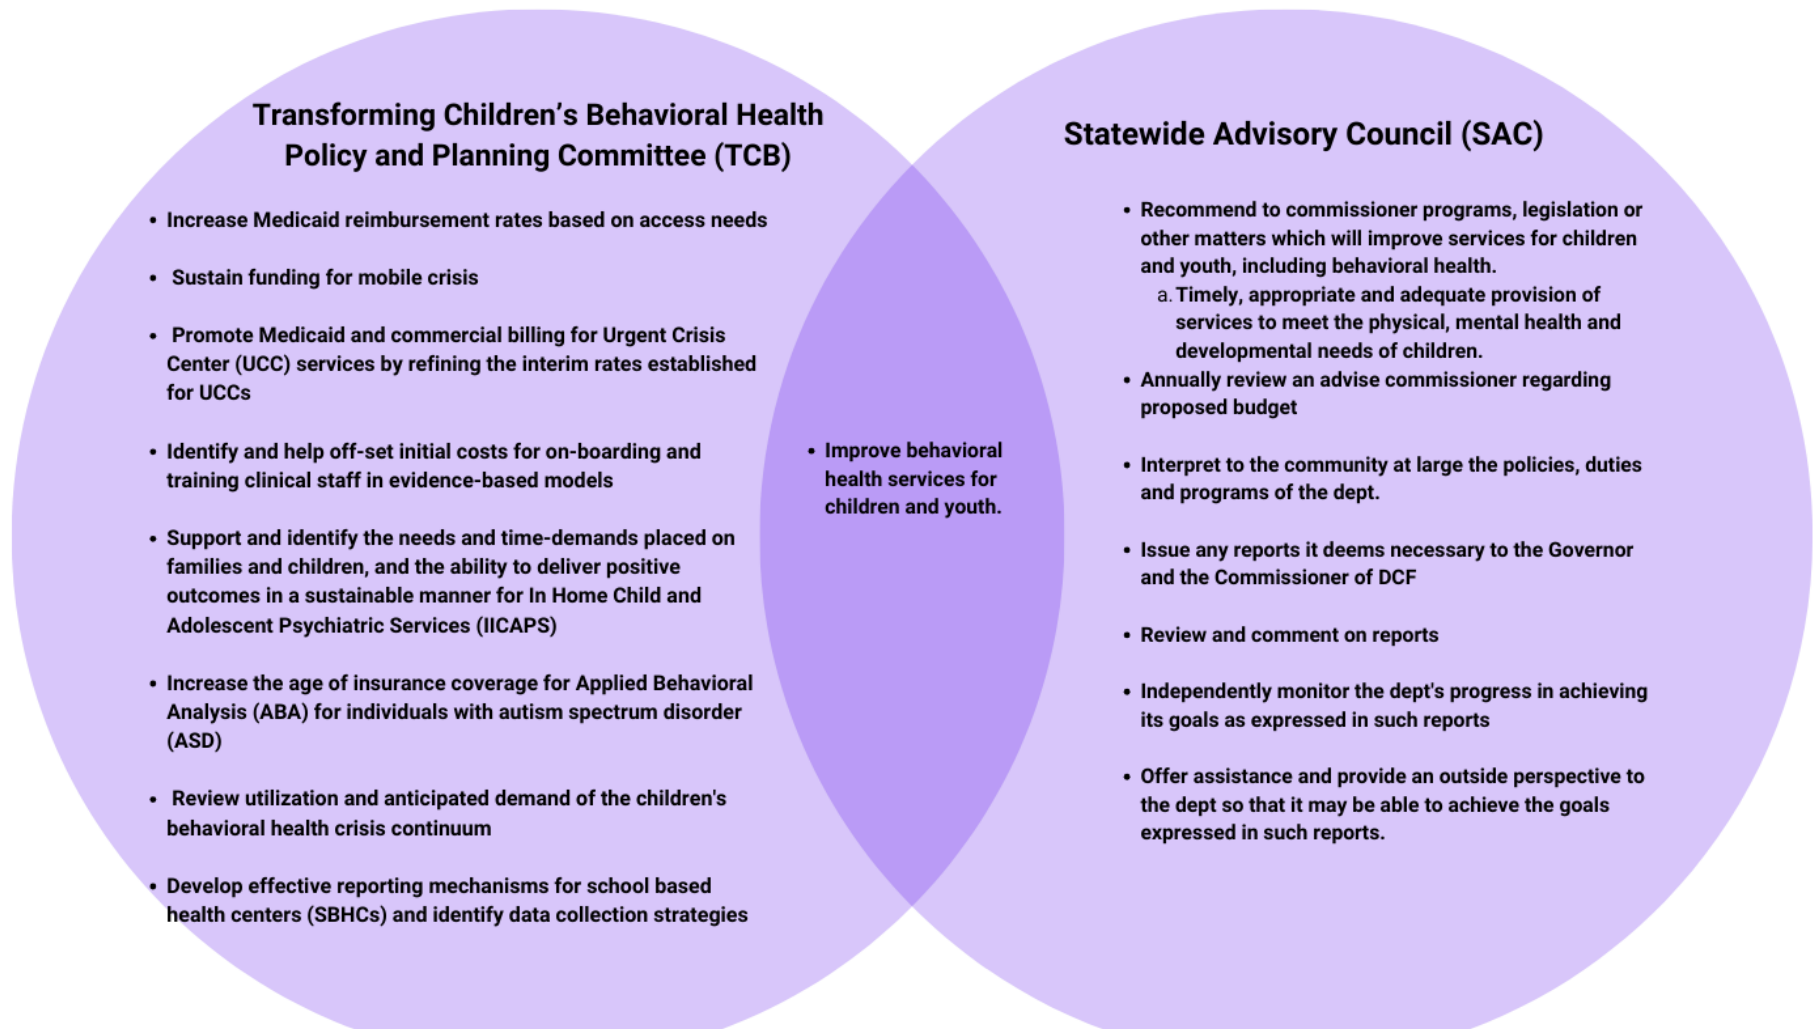 Transforming Children’s Behavioral Health
Policy and Planning Committee (TCB)
• Increase Medicaid reimbursement rates based on access needs
• Sustain funding for mobile crisis
• Promote Medicaid and commercial billing for Urgent Crisis
Center (UCC) services by refining the interim rates established
for UCCs
• Identify and help off-set initial costs for on-boarding and
training clinical staff in evidence-based models
• Support and identify the needs and time-demands placed on
families and children, and the ability to deliver positive
outcomes in a sustainable manner for In Home Child and
Adolescent Psychiatric Services (IICAPS)
• Increase the age of insurance coverage for Applied Behavioral
Analysis (ABA) for individuals with autism spectrum disorder
(ASD)
• Review utilization and anticipated demand of the children's
behavioral health crisis continuum
• Develop effective reporting mechanisms for school based
health centers (SBHCs) and identify data collection strategies
• Improve behavioral
health services for
children and youth.
Statewide Advisory Council (SAC)
• Recommend to commissioner programs, legislation or
other matters which will improve services for children
and youth, including behavioral health.
a. Timely, appropriate and adequate provision of
services to meet the physical, mental health and
developmental needs of children.
• Annually review an advise commissioner regarding
proposed budget
• Interpret to the community at large the policies, duties
and programs of the dept.
• Issue any reports it deems necessary to the Governor
and the Commissioner of DCF
• Review and comment on reports
• Independently monitor the dept's progress in achieving
its goals as expressed in such reports
• Offer assistance and provide an outside perspective to
the dept so that it may be able to achieve the goals
expressed in such reports.